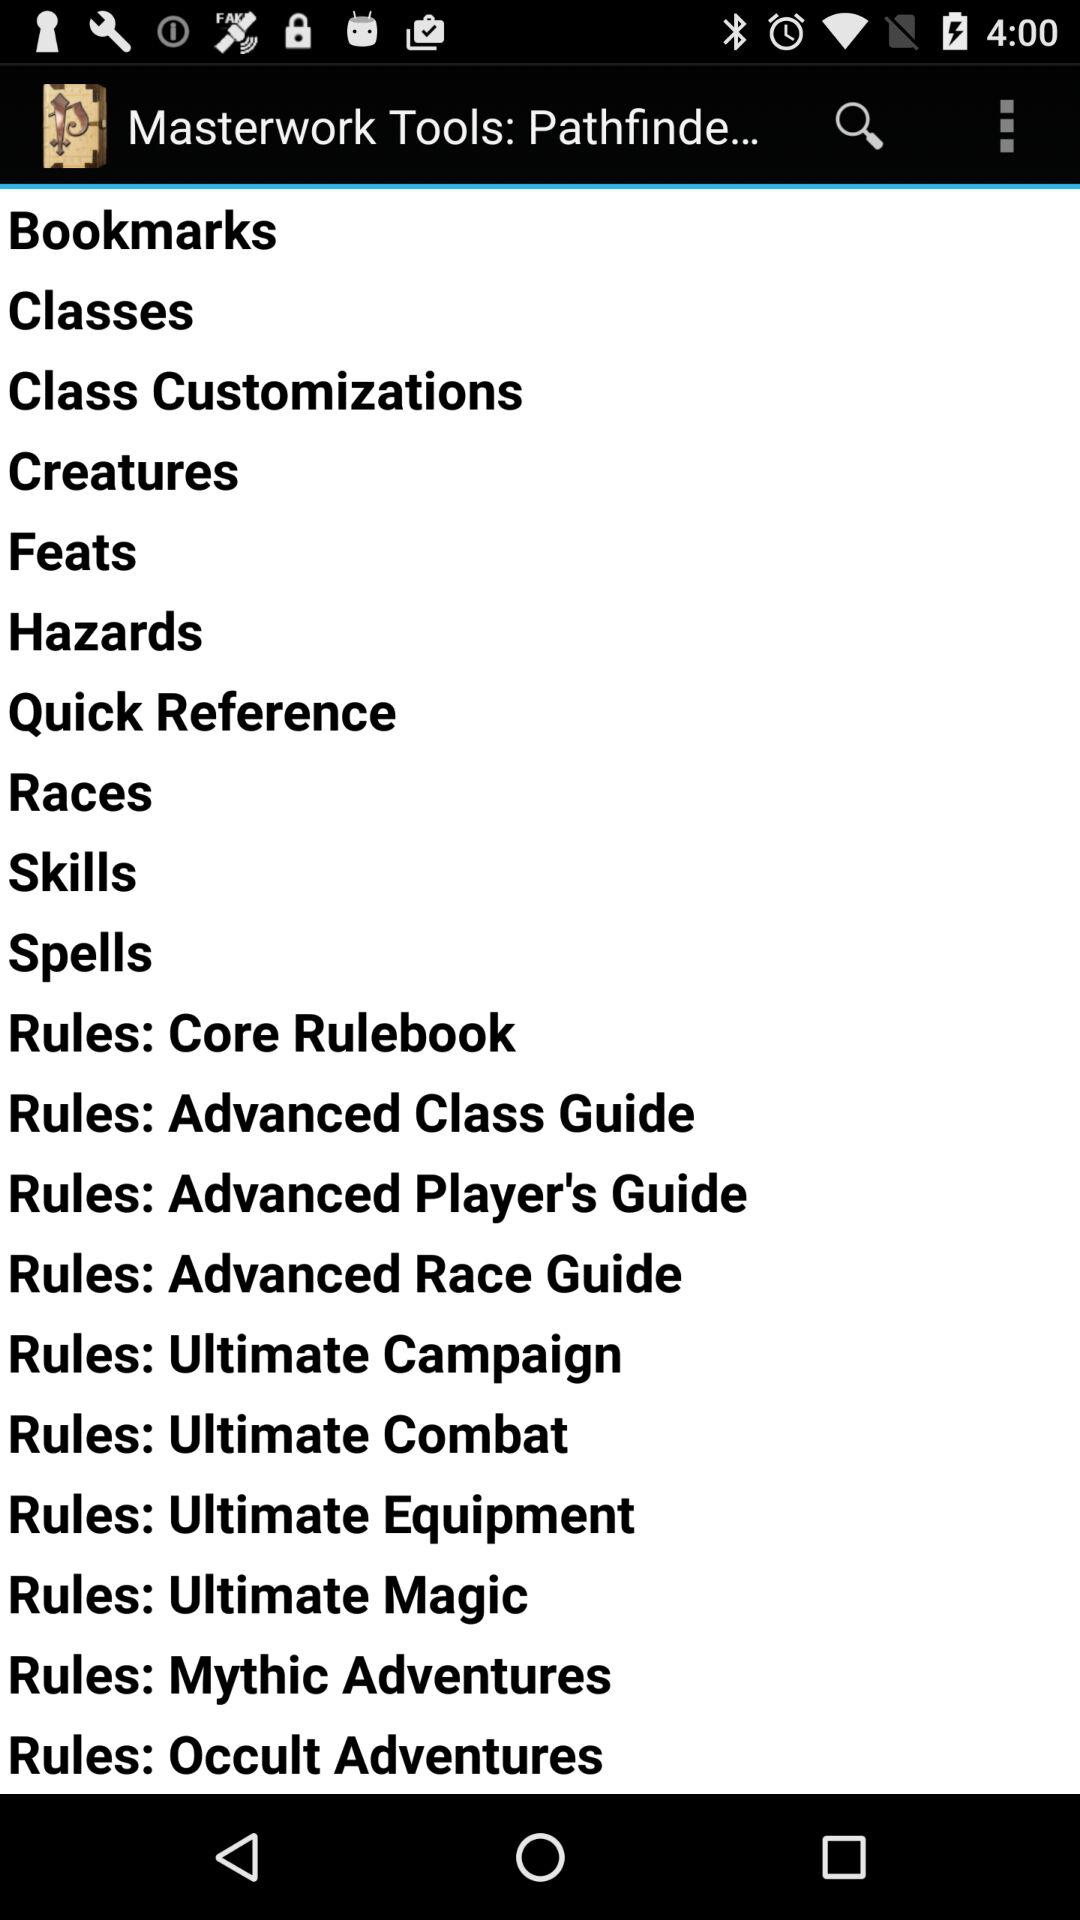 FAKE
4:00
Masterwork Tools: Pathfinde...
Bookmarks
Classes
Class Customizations
Creatures
Feats
Hazards
Quick Reference
Races
Skills
Spells
Rules: Core Rulebook
Rules: Advanced Class Guide
Rules: Advanced Player's Guide
Rules: Advanced Race Guide
Rules: Ultimate Campaign
Rules: Ultimate Combat
Rules: Ultimate Equipment
Rules: Ultimate Magic
Rules: Mythic Adventures
Rules: Occult Adventures